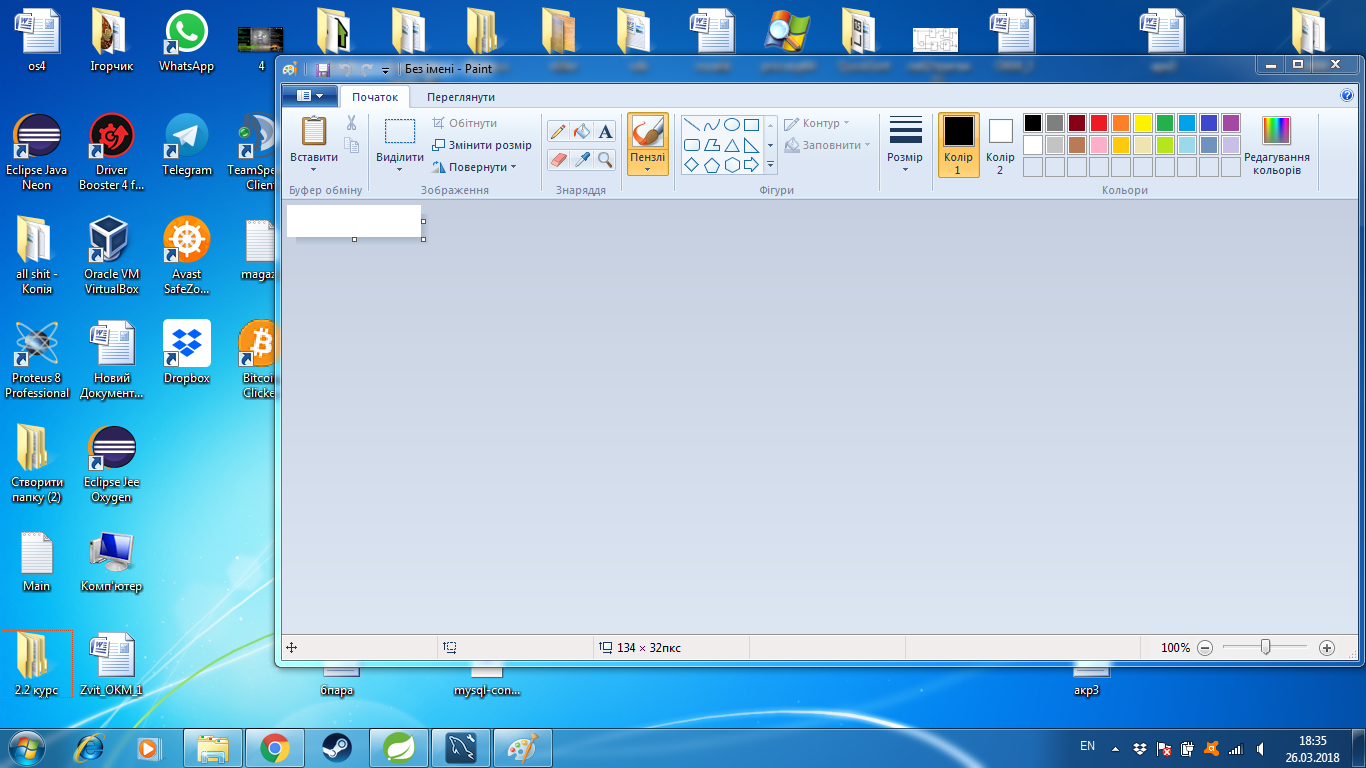 os4
Ігорчик
WhatsApp
4
Без імені - Paint
Початок
Переглянути
Вставити
Буфер обміну
Виділити
Обітнути
Змінити розмір
Повернути
Зображення
Знаряддя
Пензлі
Фігури
Контур
Заповнити
Розмір
Колір
1
Колір
2
Кольори
Редагування
кольорів
Eclipse Java
Neon
Driver
Booster 4 f...
Telegram
TeamSpe
Client
all shit -
Копія
Oracle VM
VirtualBox
Avast
SafeZo...
magaz
Proteus 8
Professional
Новий
Документ...
Dropbox
Bitcoin
Clicke
Створити
папку (2)
Eclipse Jee
Oxygen
Main
Комп'ютер
2.2 курс
Zvit_OKM_1
134 × 32пкс
100%
бпара
mysql-con...
акр3
EN
18:35
26.03.2018